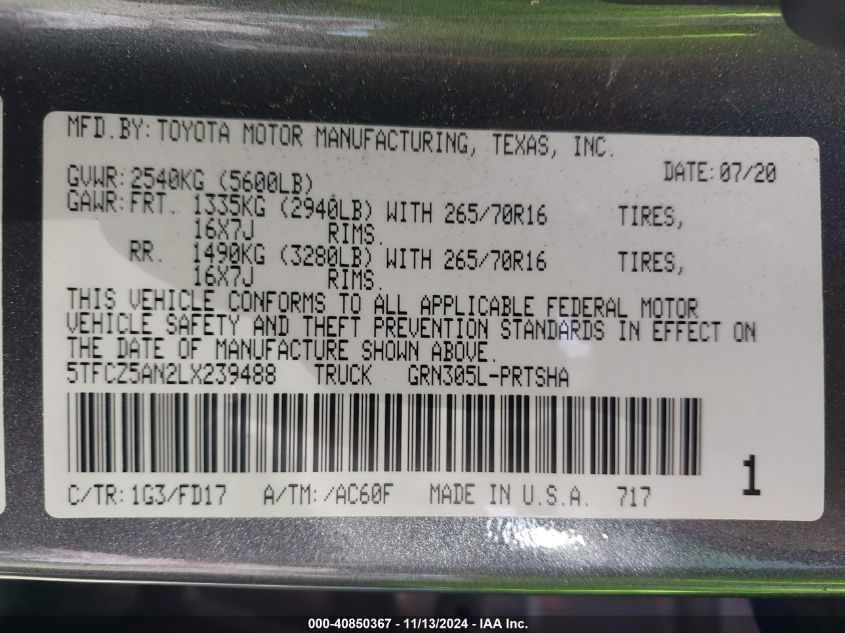 MFD.BY:TOYOTA MOTOR MANUFACTURING, TEXAS, INC.
DATE:07/20
GVWR:2540KG (5600LB)
GAWR:FRT. 1335KG (2940LB) WITH 265/70R16 TIRES,
16X7J RIMS.
RR. 1490KG (3280LB) WITH 265/70R16 TIRES,
16X7J RIMS.
THIS VEHICLE CONFORMS TO ALL APPLICABLE FEDERAL MOTOR
VEHICLE SAFETY AND THEFT PREVENTION STANDARDS IN EFFECT ON
THE DATE OF MANUFACTURE SHOWN ABOVE.
5TFCZ5AN2LX239488 TRUCK GRN305L-PRTSHA
1
C/TR:1G3/FD17 A/TM:/AC60F MADE IN U.S.A. 717
000-40850367 - 11/13/2024 - IAA Inc.